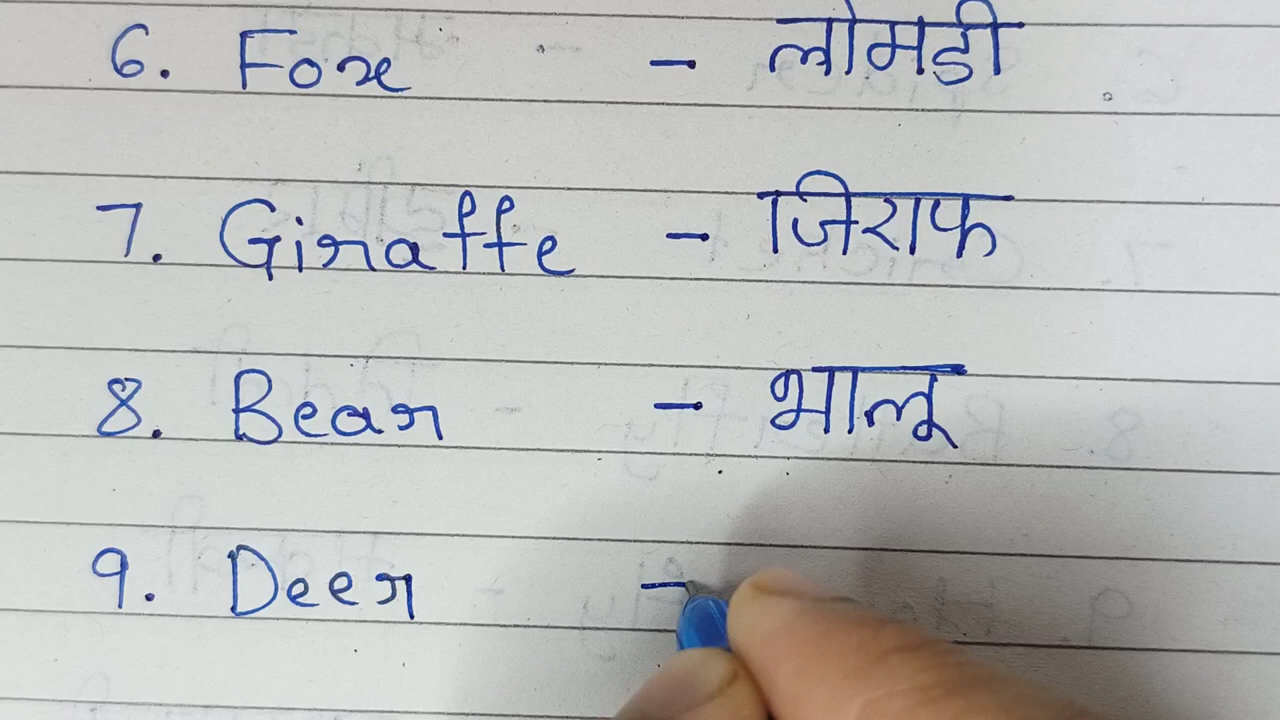 6. Fox - लोमडी
7. Giraffe - जिराफ
8. Bear - भालू
9. Deer -